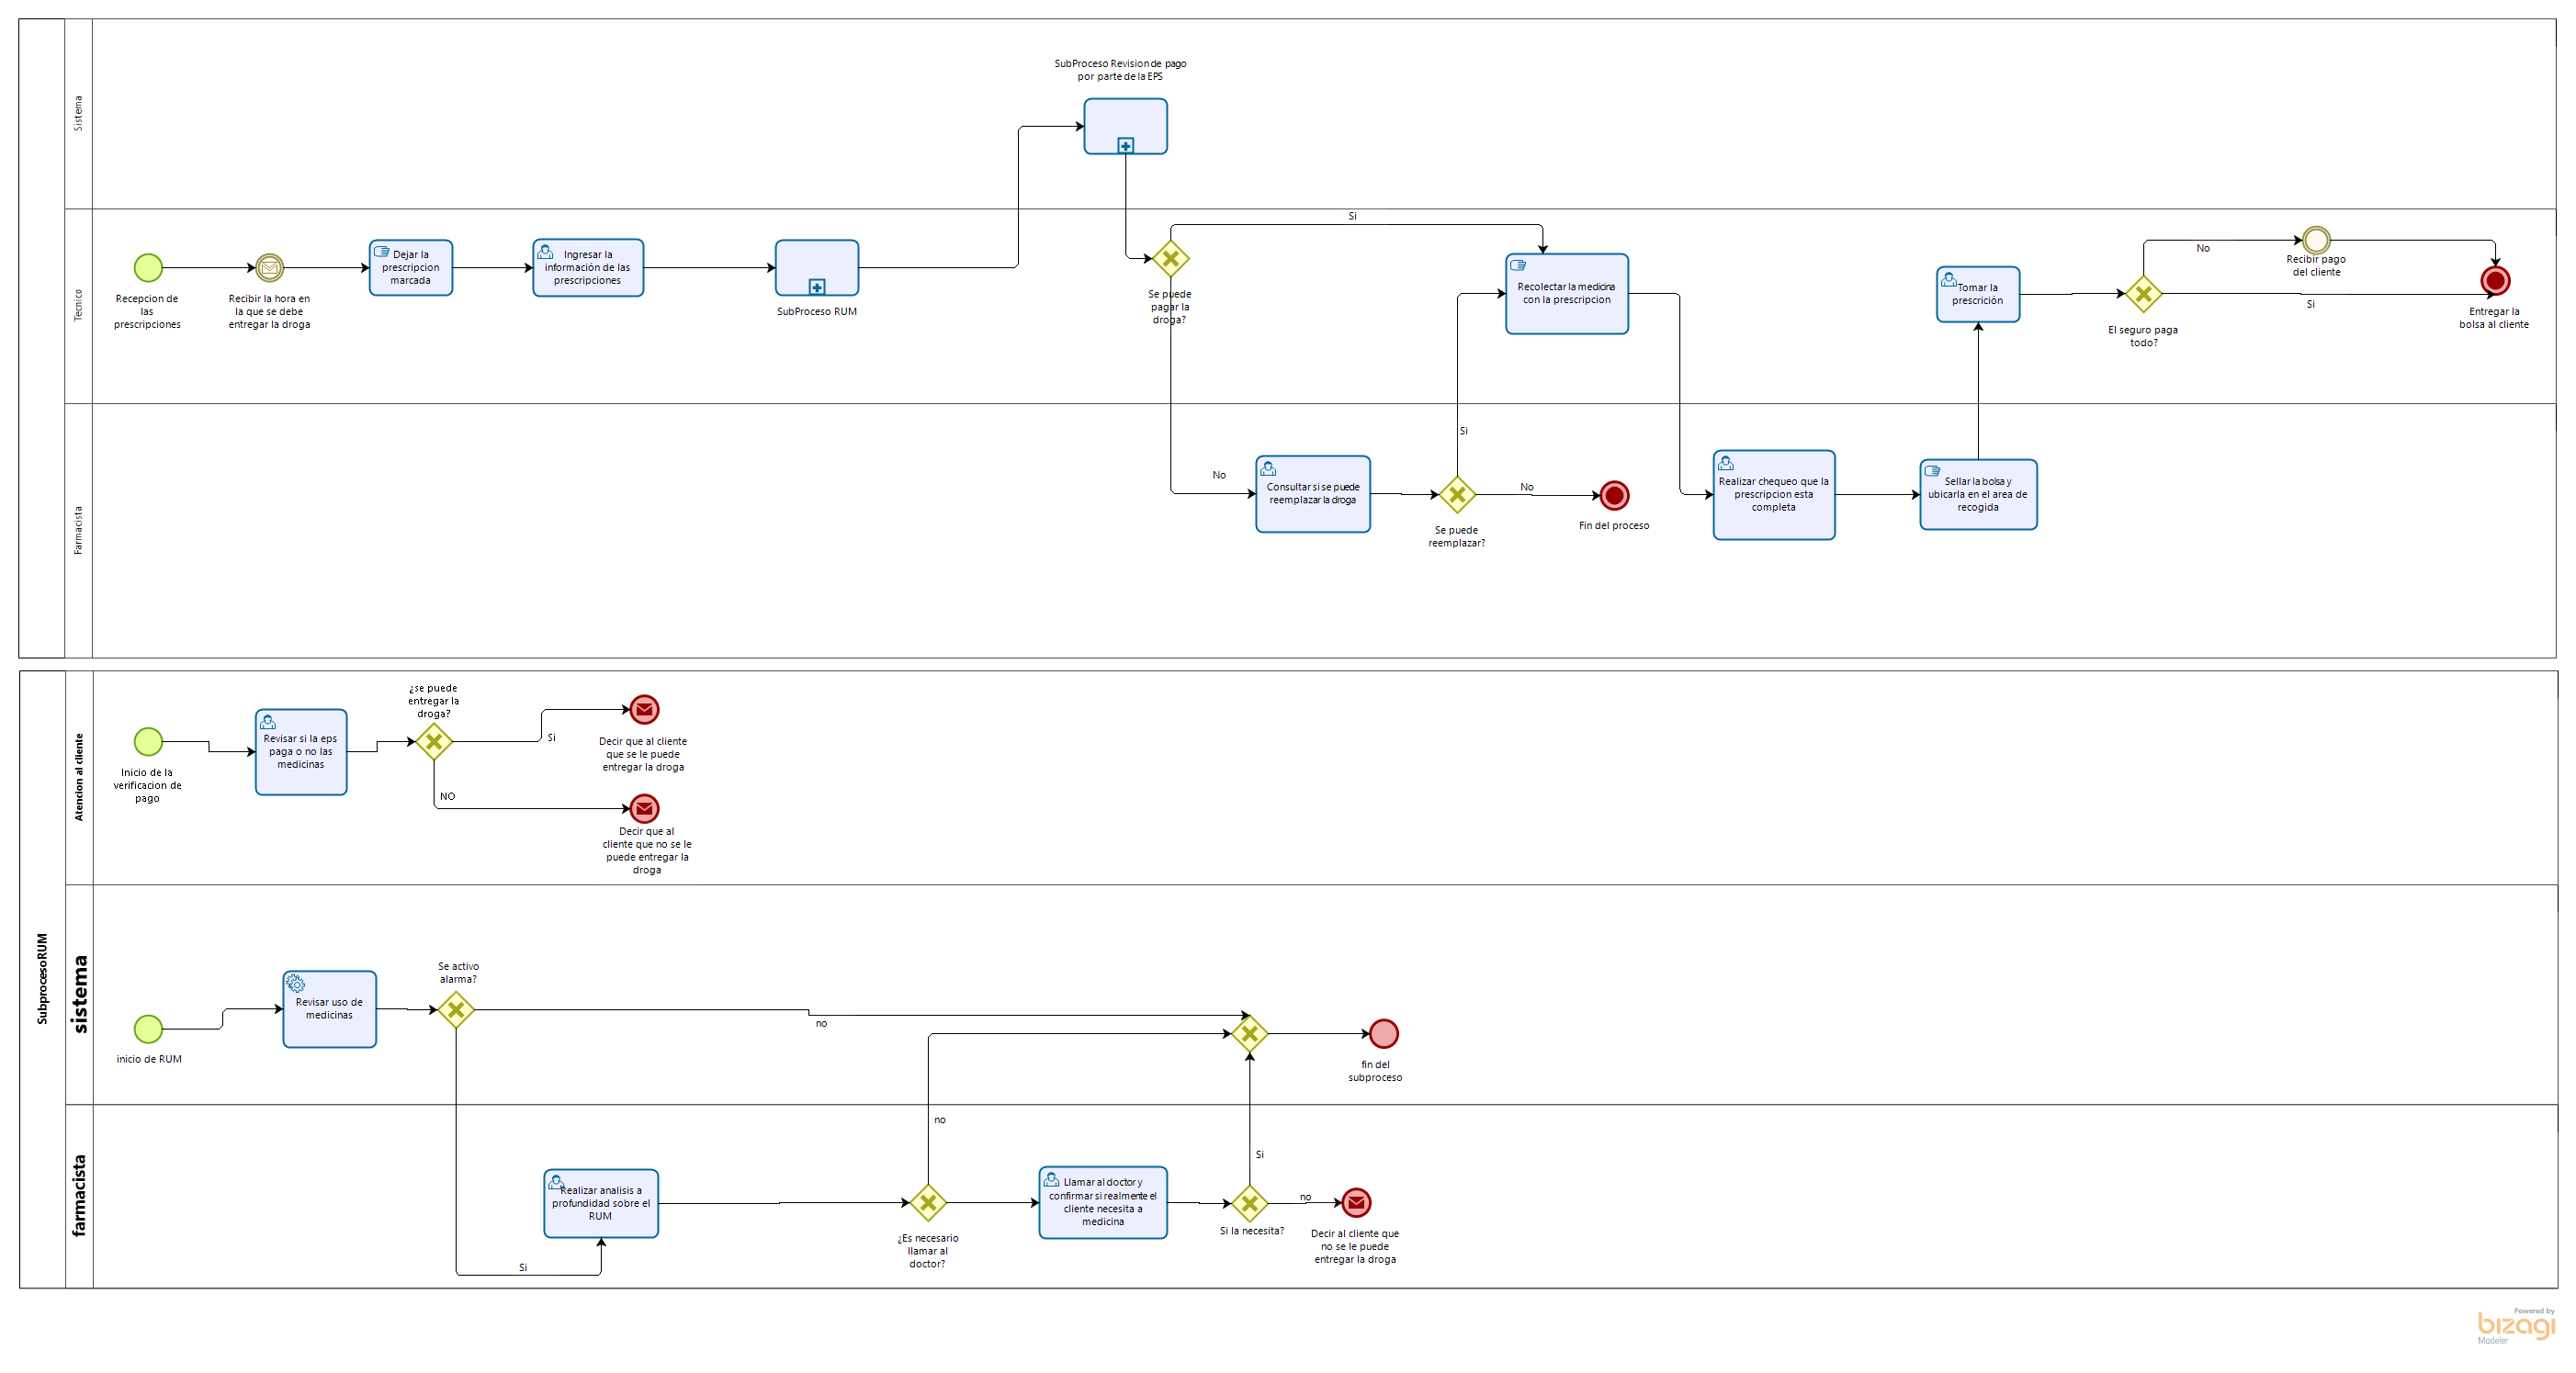 Sistema
SubProceso Revision de pago
por parte de la EPS
Tecnico
Recepcion de
las
prescripciones
Recibir la hora en
la que se debe
entregar la droga
Dejar la
prescripcion
marcada
Ingresar la
información de las
prescripciones
SubProceso RUM
Se puede
pagar la
droga?
Si
No
Recolectar la medicina
con la prescripcion
Tomar la
prescrición
El seguro paga
todo?
No
Si
Recibir pago
del cliente
Entregar la
bolsa al cliente
Farmacista
Consultar si se puede
reemplazar la droga
Si
Se puede
reemplazar?
No
Fin del proceso
Realizar chequeo que la
prescripcion esta
completa
Sellar la bolsa y
ubicarla en el area de
recogida
SubprocesoRUM
Atencion al cliente
Inicio de la
verificacion de
pago
Revisar si la eps
paga o no las
medicinas
¿se puede
entregar la
droga?
Si
NO
Decir que al cliente
que se le puede
entregar la droga
Decir que al
cliente que no se le
puede entregar la
droga
sistema
inicio de RUM
Revisar uso de
medicinas
Se activo
alarma?
no
Si
fin del
subproceso
farmacista
Realizar analisis a
profundidad sobre el
RUM
¿Es necesario
llamar al
doctor?
no
Llamar al doctor y
confirmar si realmente el
cliente necesita a
medicina
Si
Si la necesita?
no
Decir al cliente que
no se le puede
entregar la droga
Powered by
bizagi
Modeler